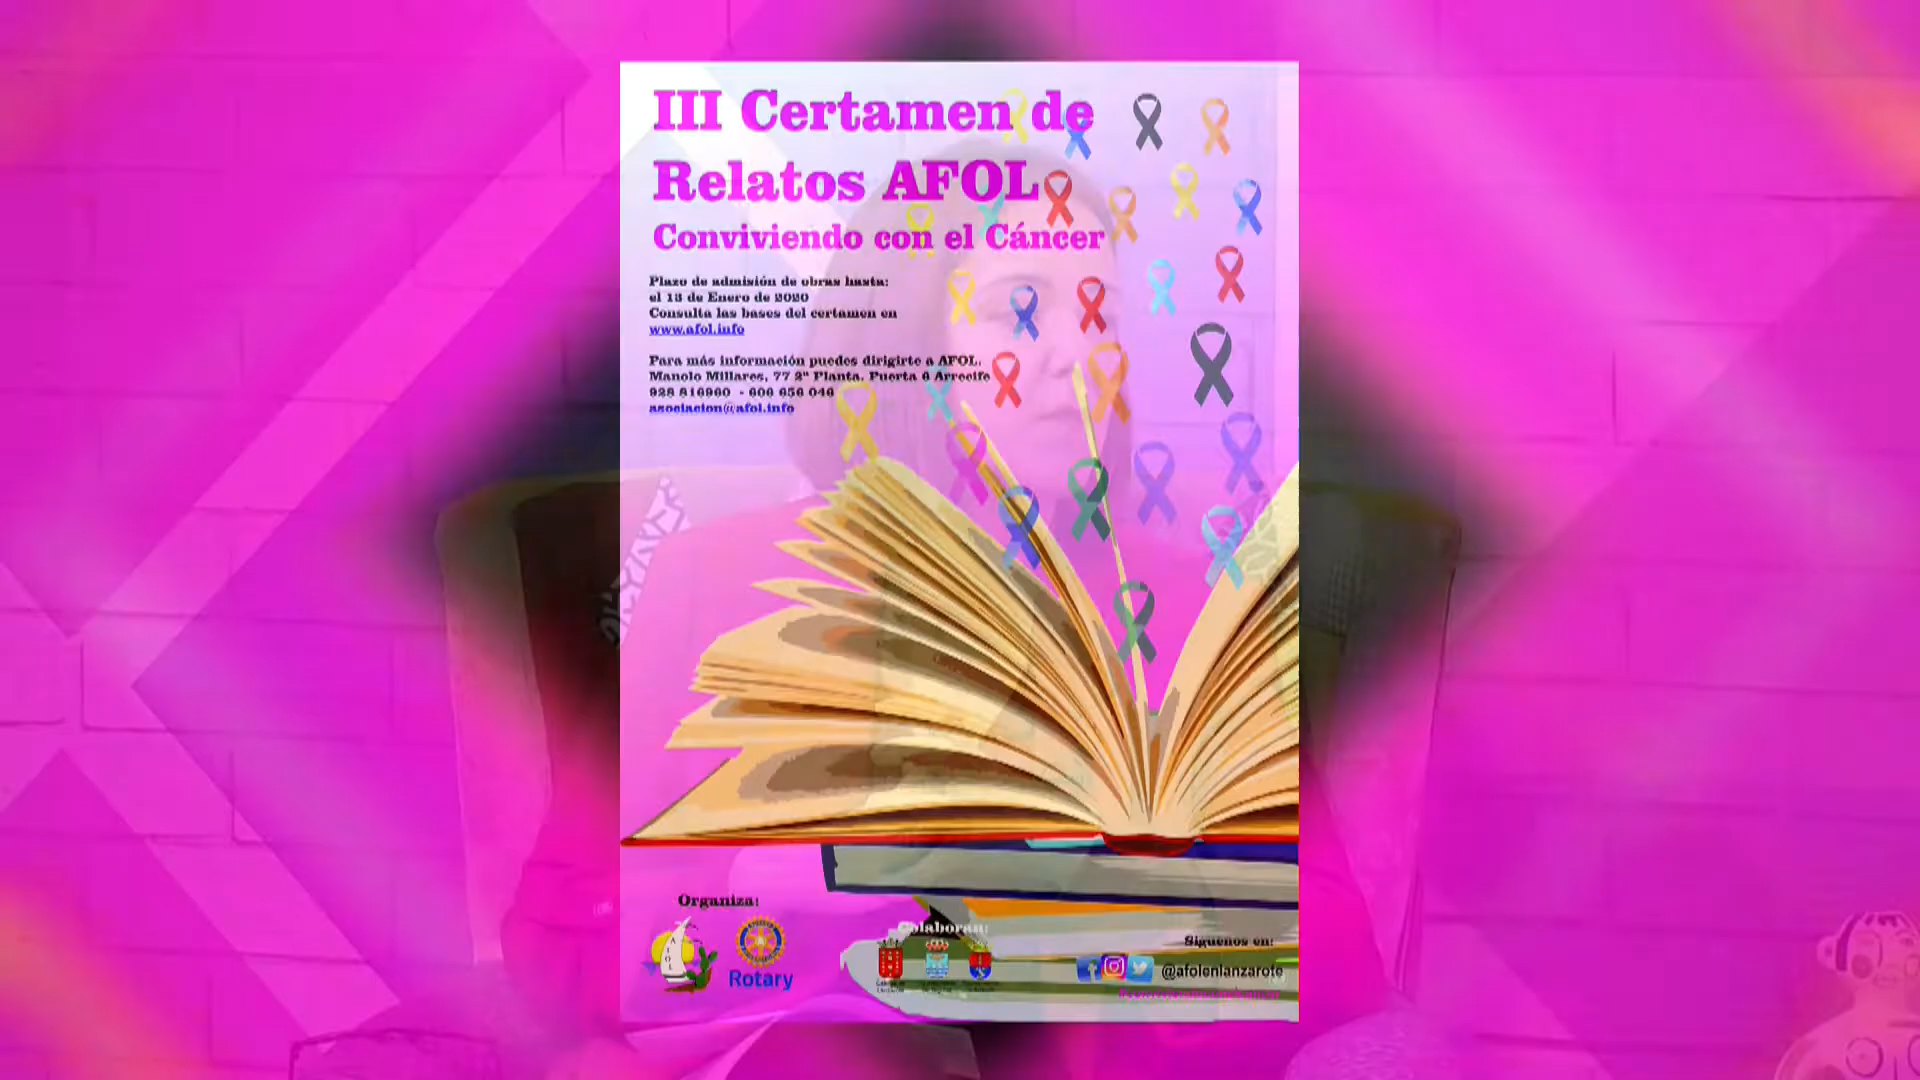 III Certamen de
Relatos AFOL
Conviviendo con el Cáncer
Plazo de admisión de obras hasta:
el 13 de Enero de 2020
Consulta las bases del certamen en
www.afol.info
Para más información puedes dirigirte a AFOL.
Manolo Millares, 77 2ª Planta. Puerta 6 Arrecife
928 816960 - 606 656 046
asociacion@afol.info
Organiza:
AFOL
Rotary
Colaboran:
Síguenos en:
@afolenlanzarote